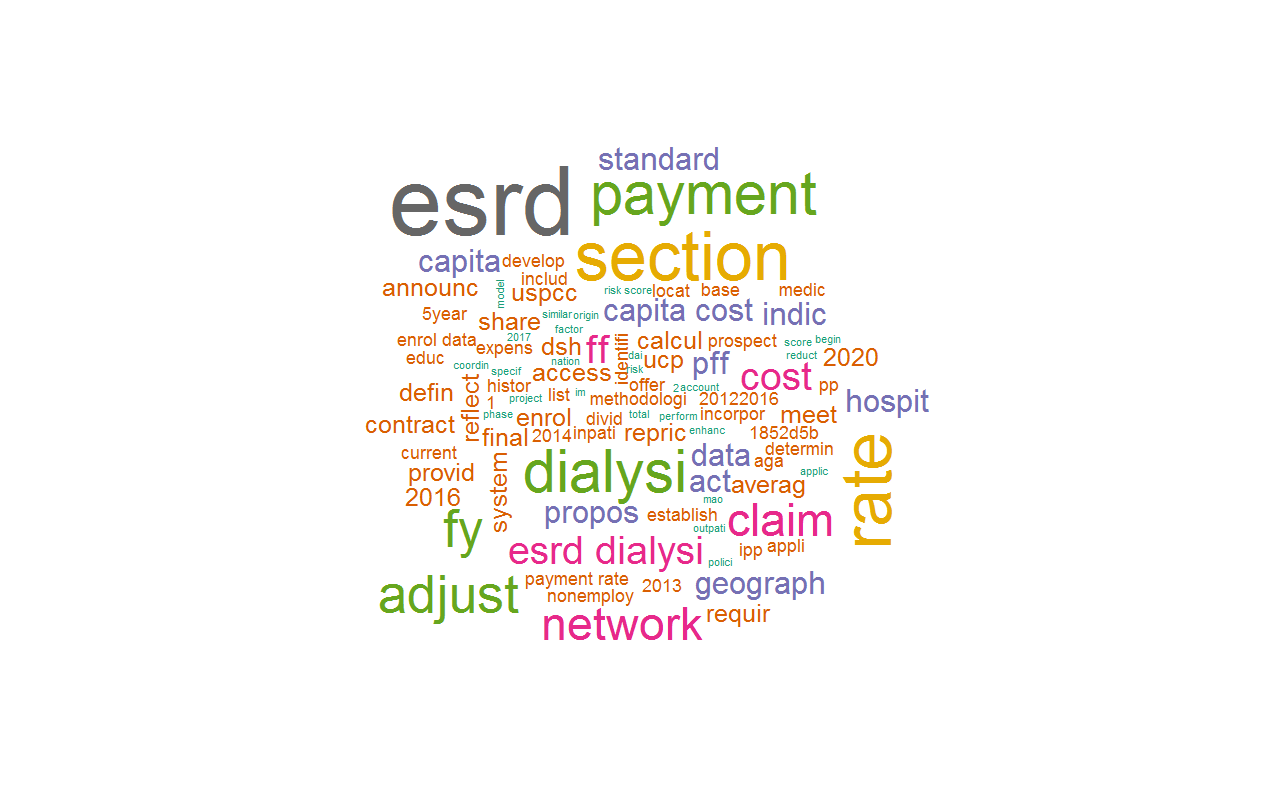 standard
esrd
payment
section
capita
develop
includ
announc
uspcc
model
risk score
locat
base
medic
5year
share
similar
origin
capita cost
indic
factor
enrol data
2017
expens
dsh
ff
identifi
calcul
prospect
score
begin
educ
coordin
specif
nation
dai
ucp
pff
reduct
2020
access
risk
cost
defin
reflect
histor
project
list
im
offer
2
account
pp
1
methodologi
20122016
hospit
contract
phase
enrol
divid
total
perform
incorpor
meet
final
2014
inpati
repric
enhanc
1852d5b
current
provid
system
dialysi
data
aga
determin
rate
2016
act
averag
applic
mao
fy
propos
establish
claim
outpati
esrd dialysi
ipp
appli
polici
adjust
payment rate
2013
geograph
nonemploy
network
requir